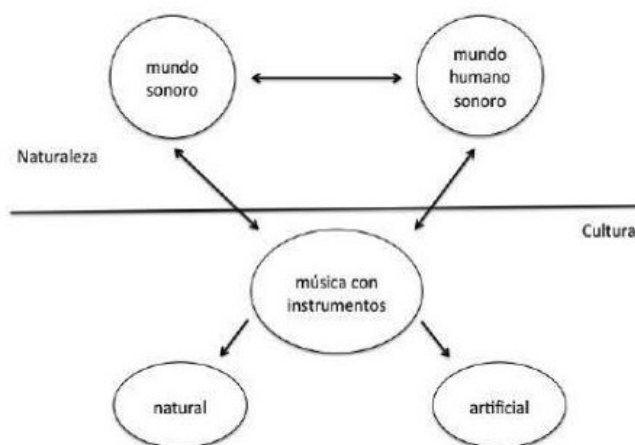 mundo
sonoro
mundo
humano
sonoro
Naturaleza
Cultura
música con
instrumentos
natural
artificial